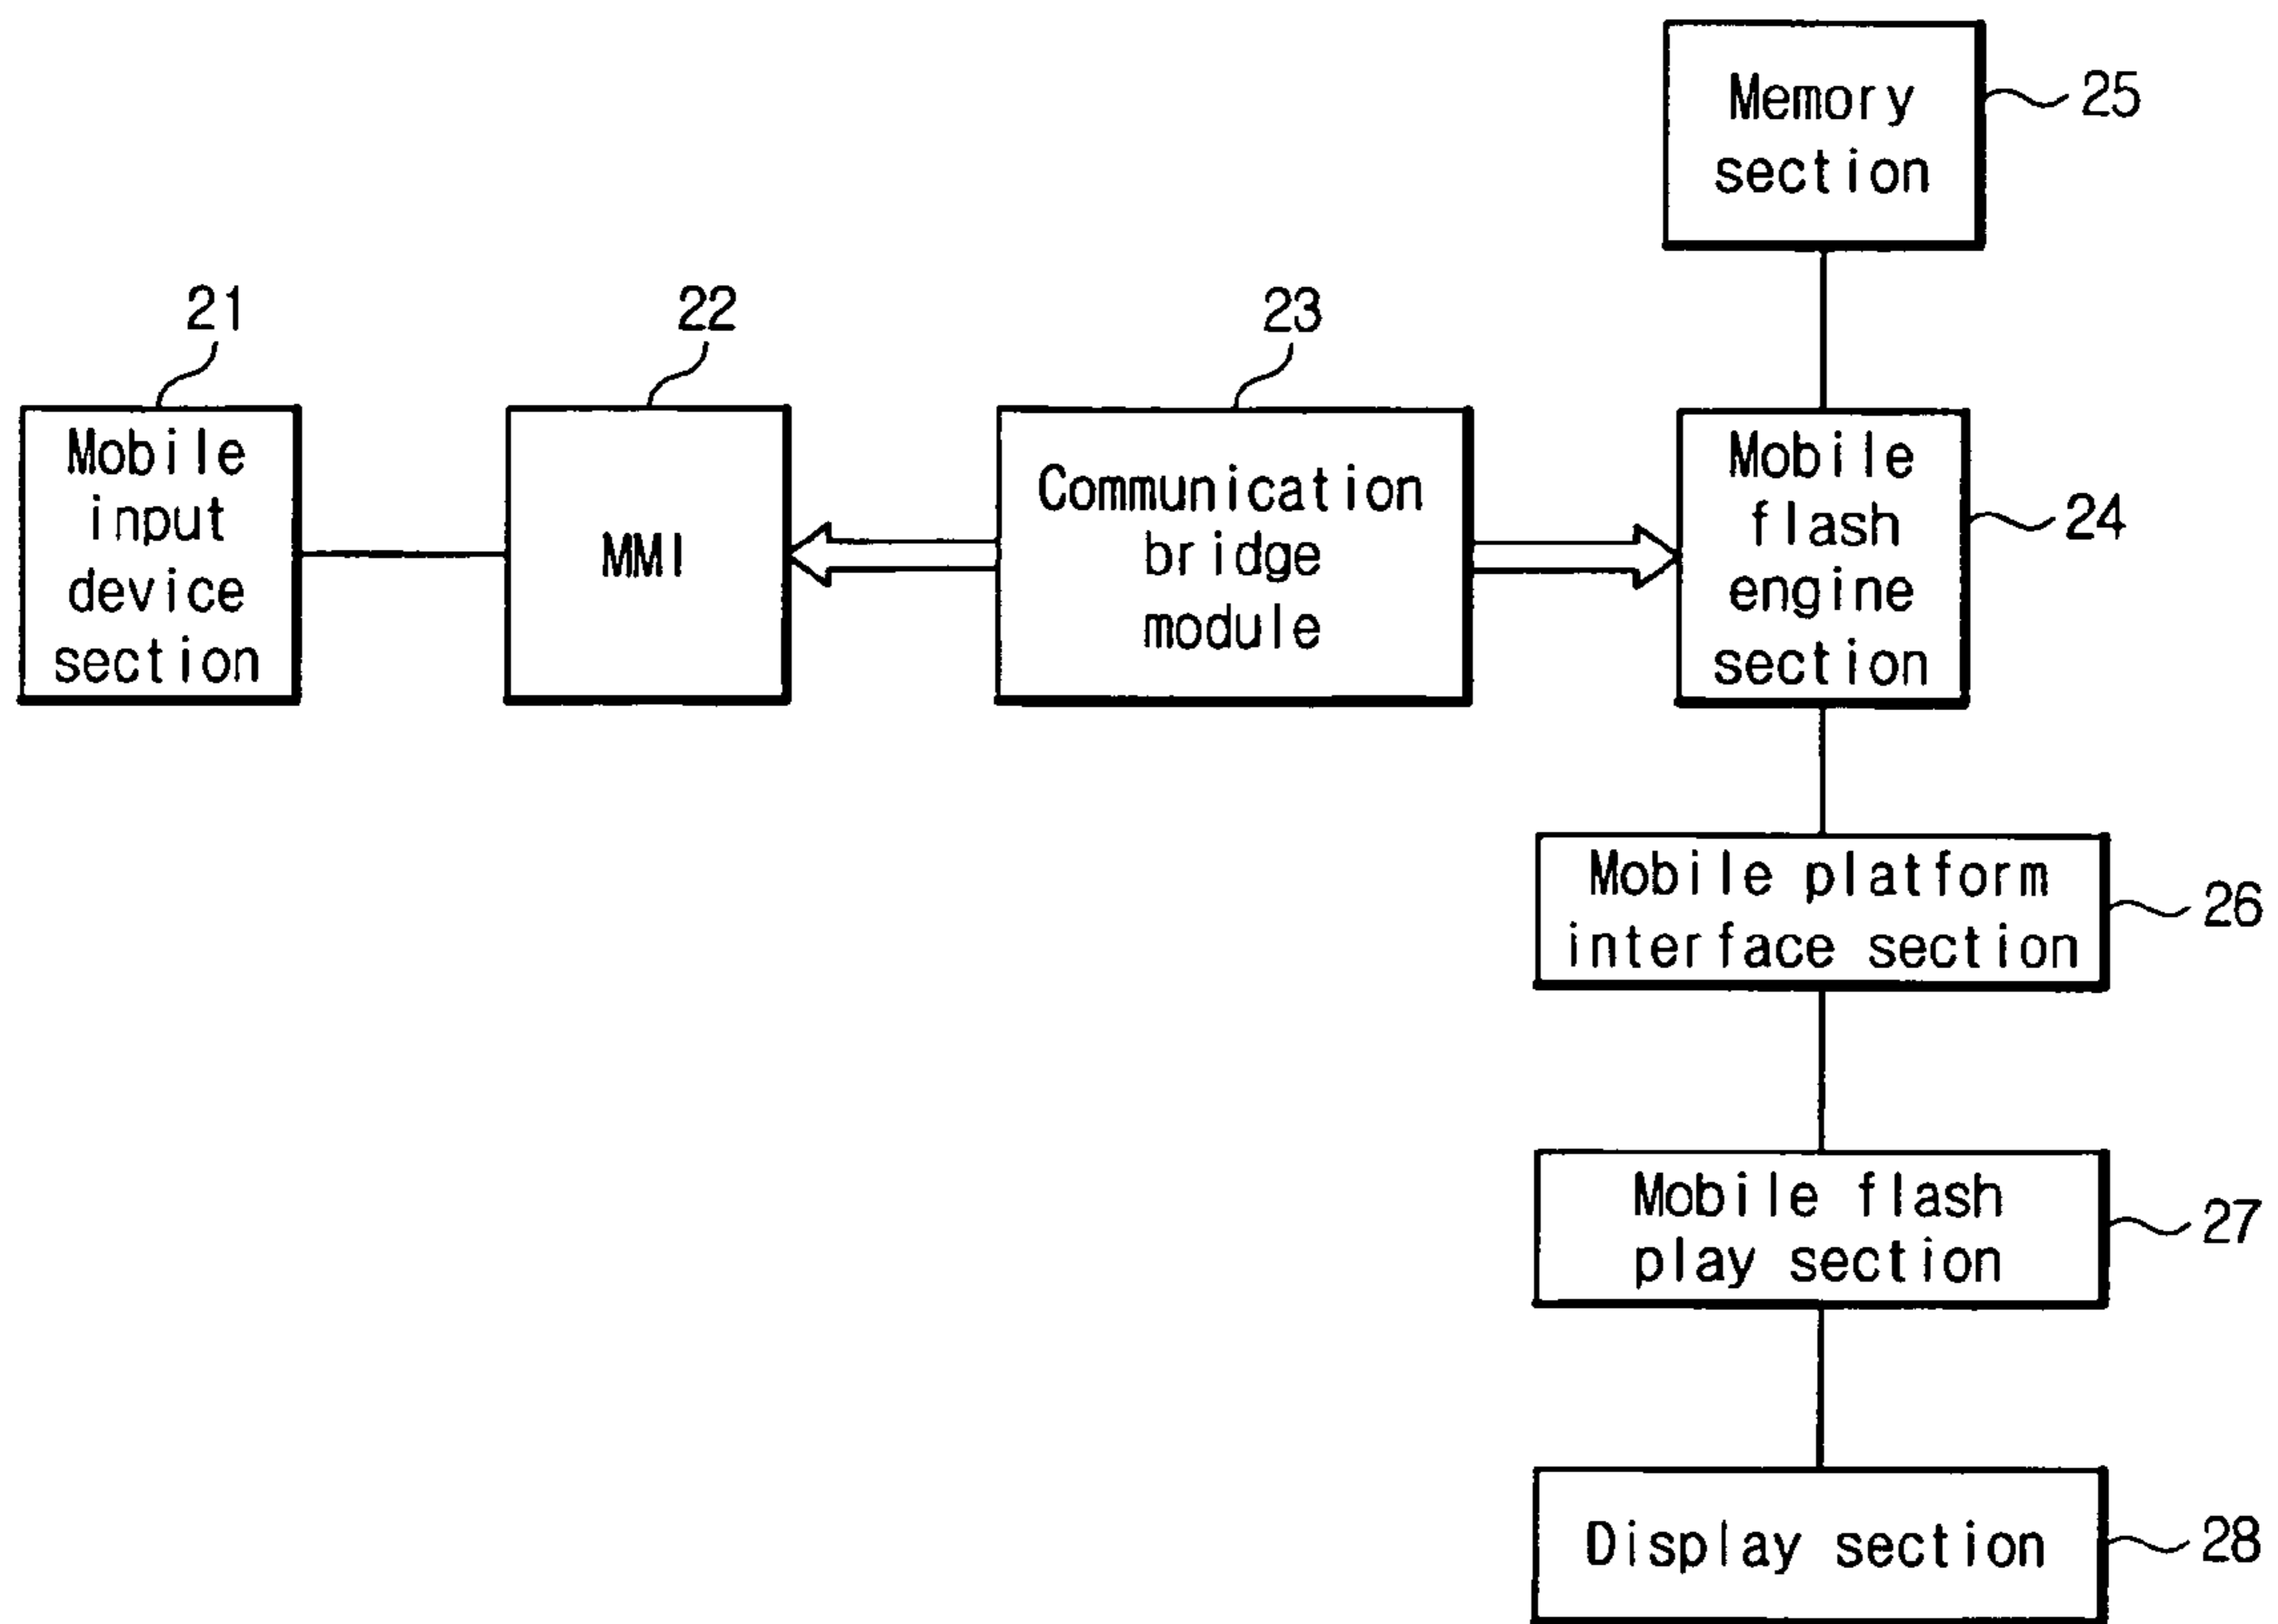 Memory
section
25
21
22
23
Mobile
input
device
section
MMI
Communication
bridge
module
Mobile
flash
engine
section
24
Mobile platform
interface section
26
Mobile flash
play section
27
Display section
28